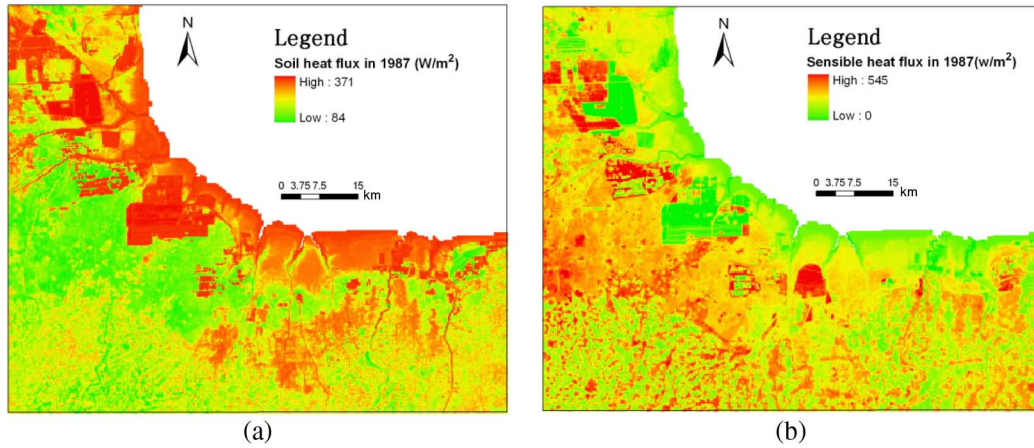 N
Legend
Soil heat flux in 1987 (W/m²)
High : 371
Low : 84
0 3.75 7.5 15
km
(a)
N
Legend
Sensible heat flux in 1987(w/m²)
High : 545
Low : 0
0 3.75 7.5 15
km
(b)